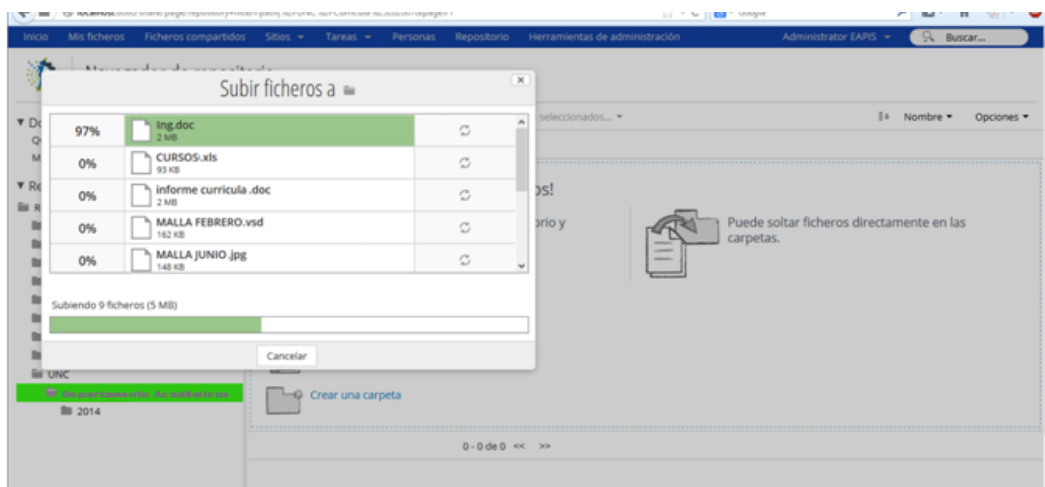 Inicio Mis ficheros Ficheros compartidos Sitios Tareas Personas Repositorio Herramientas de administración Administrator EAPIS Buscar...
Subir ficheros a
seleccionados... Nombre Opciones
97% Ing.doc
2 MB
0% CURSOS\.xls
93 KB
0% informe curricula .doc
2 MB
0% MALLA FEBRERO.vsd
162 KB
0% MALLA JUNIO .jpg
148 KB
Puede soltar ficheros directamente en las
carpetas.
Subiendo 9 ficheros (5 MB)
Cancelar
UNC
Departamento Académicos
2014
Crear una carpeta
0 - 0 de 0 << >>